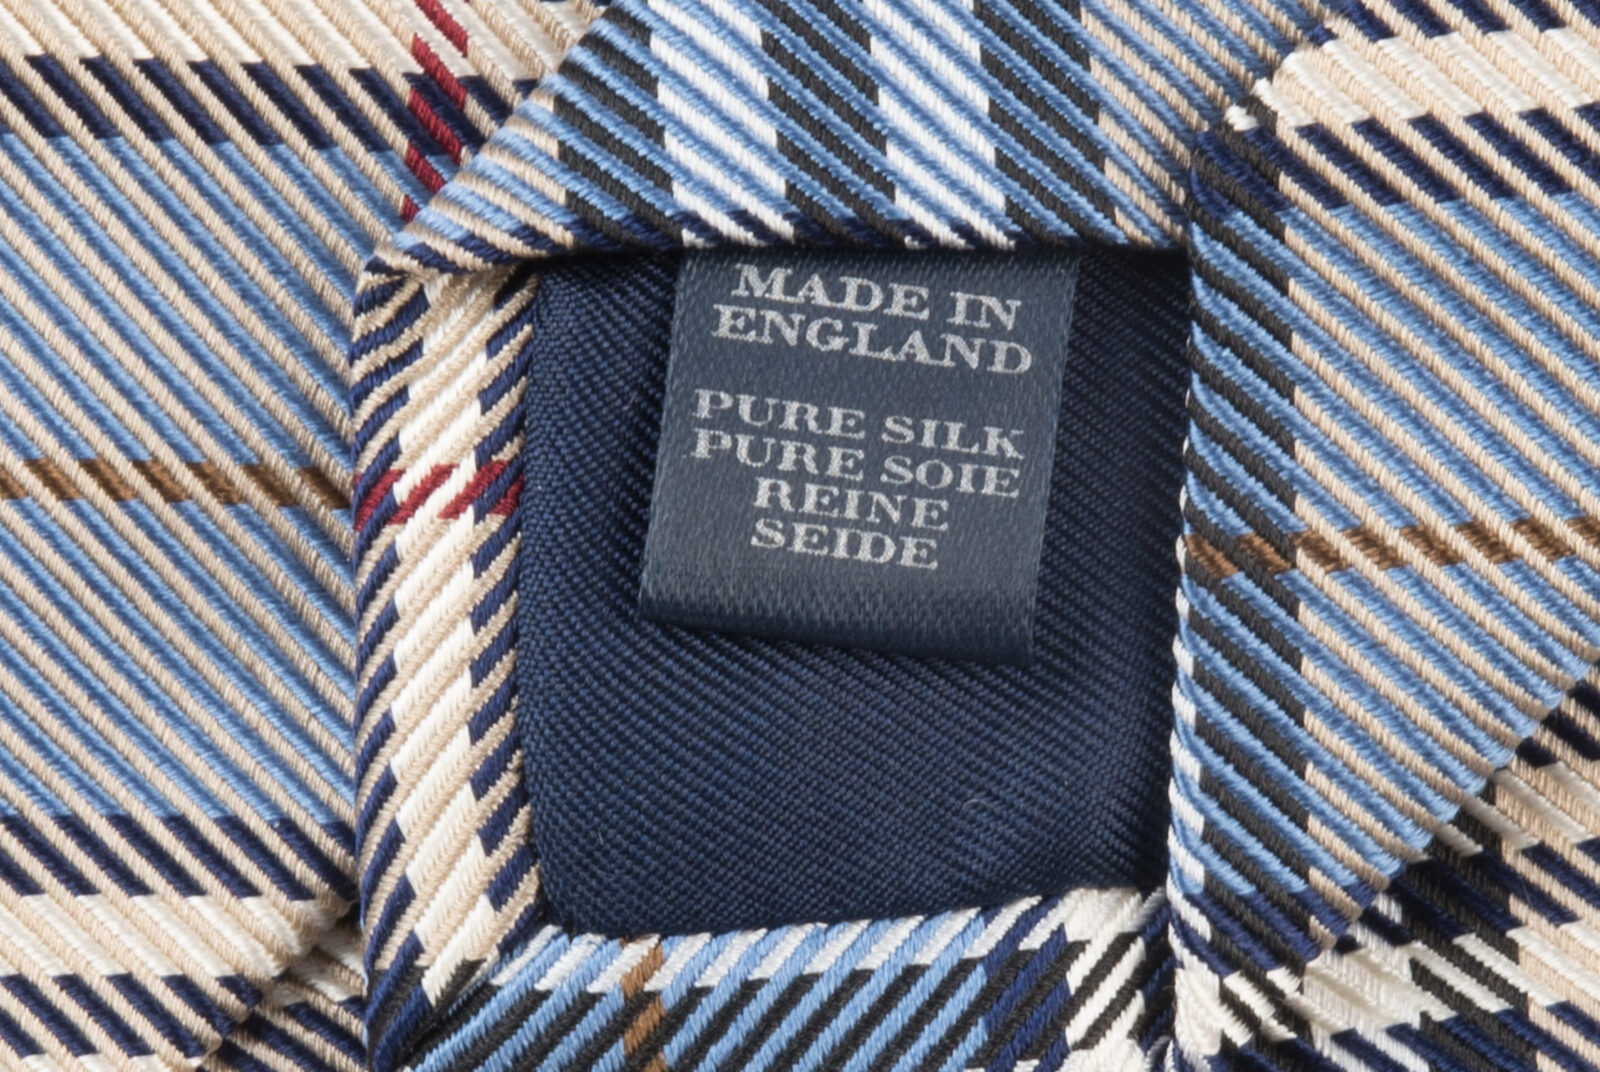 MADE IN
ENGLAND
PURE SILK
PURE SOIE
REINE
SEIDE